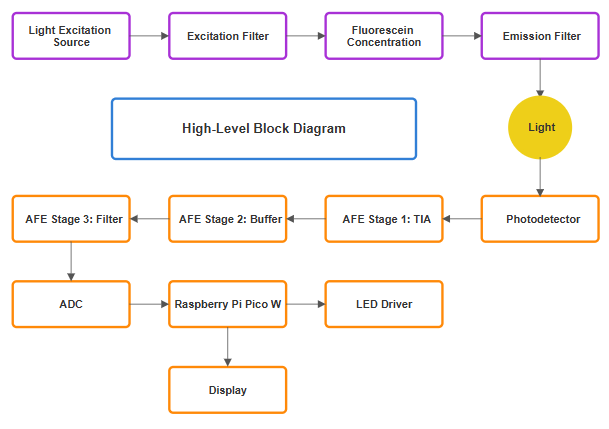 Light Excitation
Source
Excitation Filter
Fluorescein
Concentration
Emission Filter
High-Level Block Diagram
Light
AFE Stage 3: Filter
AFE Stage 2: Buffer
AFE Stage 1: TIA
Photodetector
ADC
Raspberry Pi Pico W
LED Driver
Display